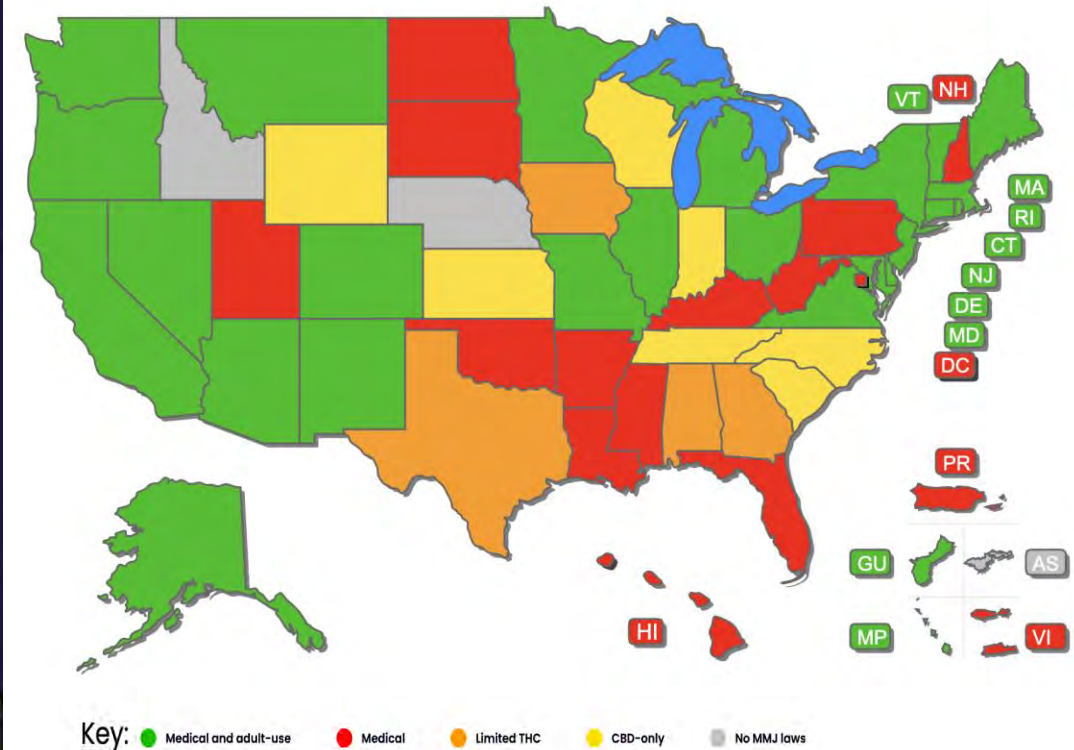 VT
NH
MA
RI
CT
NJ
DE
MD
DC
PR
GU
AS
HI
MP
VI
Key: Medical and adult-use Medical Limited THC CBD-only No MMJ laws